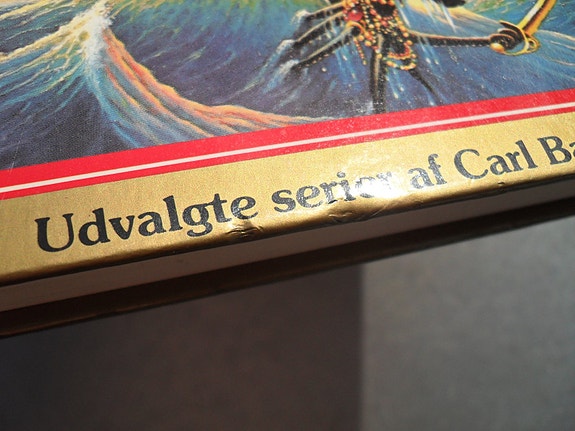 Udvalgte serier af Carl Ba